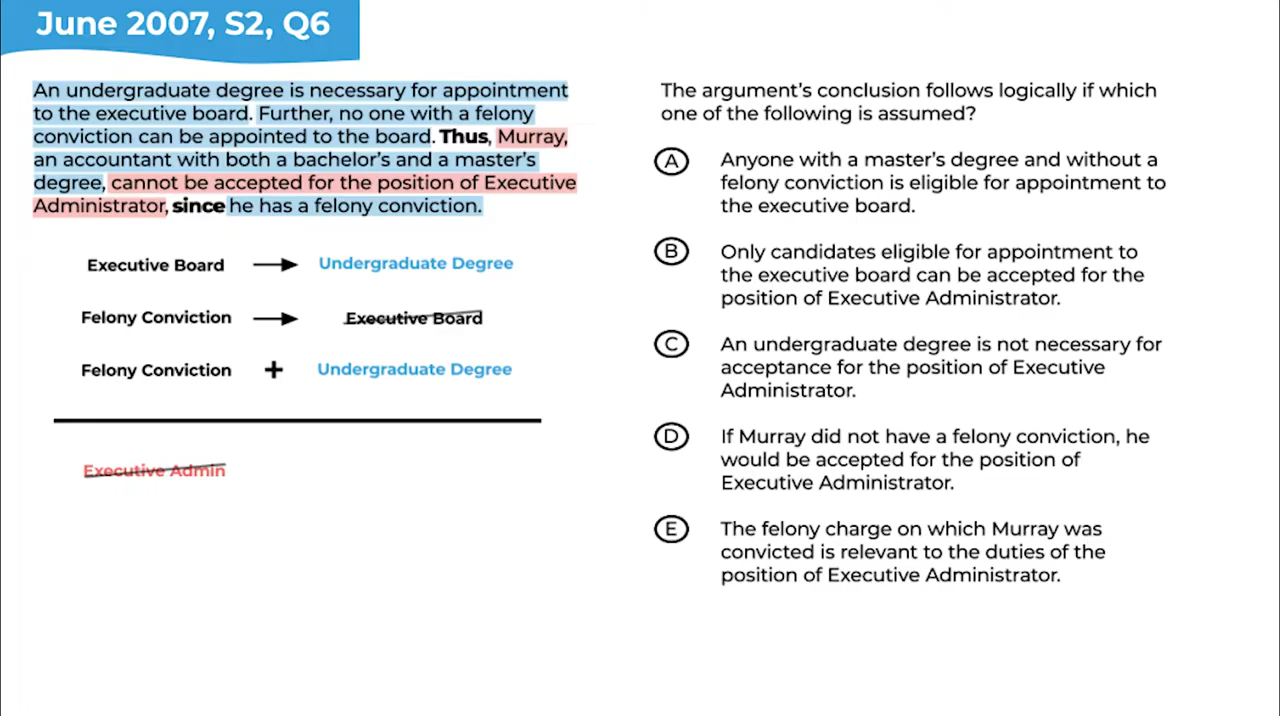 June 2007, S2, Q6
An undergraduate degree is necessary for appointment
to the executive board. Further, no one with a felony
conviction can be appointed to the board. Thus, Murray,
an accountant with both a bachelor's and a master's
degree, cannot be accepted for the position of Executive
Administrator, since he has a felony conviction.
Executive Board → Undergraduate Degree
Felony Conviction → Executive Board
Felony Conviction + Undergraduate Degree
Executive Admin
The argument's conclusion follows logically if which
one of the following is assumed?
A Anyone with a master's degree and without a
felony conviction is eligible for appointment to
the executive board.
B Only candidates eligible for appointment to
the executive board can be accepted for the
position of Executive Administrator.
C An undergraduate degree is not necessary for
acceptance for the position of Executive
Administrator.
D If Murray did not have a felony conviction, he
would be accepted for the position of
Executive Administrator.
E The felony charge on which Murray was
convicted is relevant to the duties of the
position of Executive Administrator.